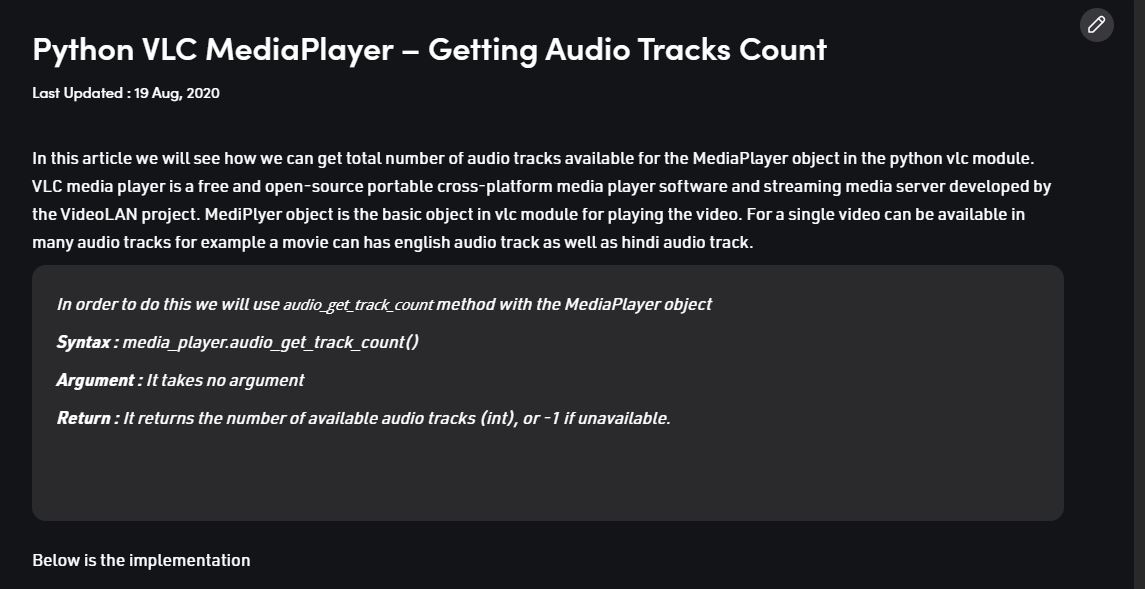 Python VLC MediaPlayer – Getting Audio Tracks Count
Last Updated : 19 Aug, 2020
In this article we will see how we can get total number of audio tracks available for the MediaPlayer object in the python vlc module.
VLC media player is a free and open-source portable cross-platform media player software and streaming media server developed by
the VideoLAN project. MediPlyer object is the basic object in vlc module for playing the video. For a single video can be available in
many audio tracks for example a movie can has english audio track as well as hindi audio track.
In order to do this we will use audio_get_track_count method with the MediaPlayer object
Syntax : media_player.audio_get_track_count()
Argument : It takes no argument
Return : It returns the number of available audio tracks (int), or -1 if unavailable.
Below is the implementation